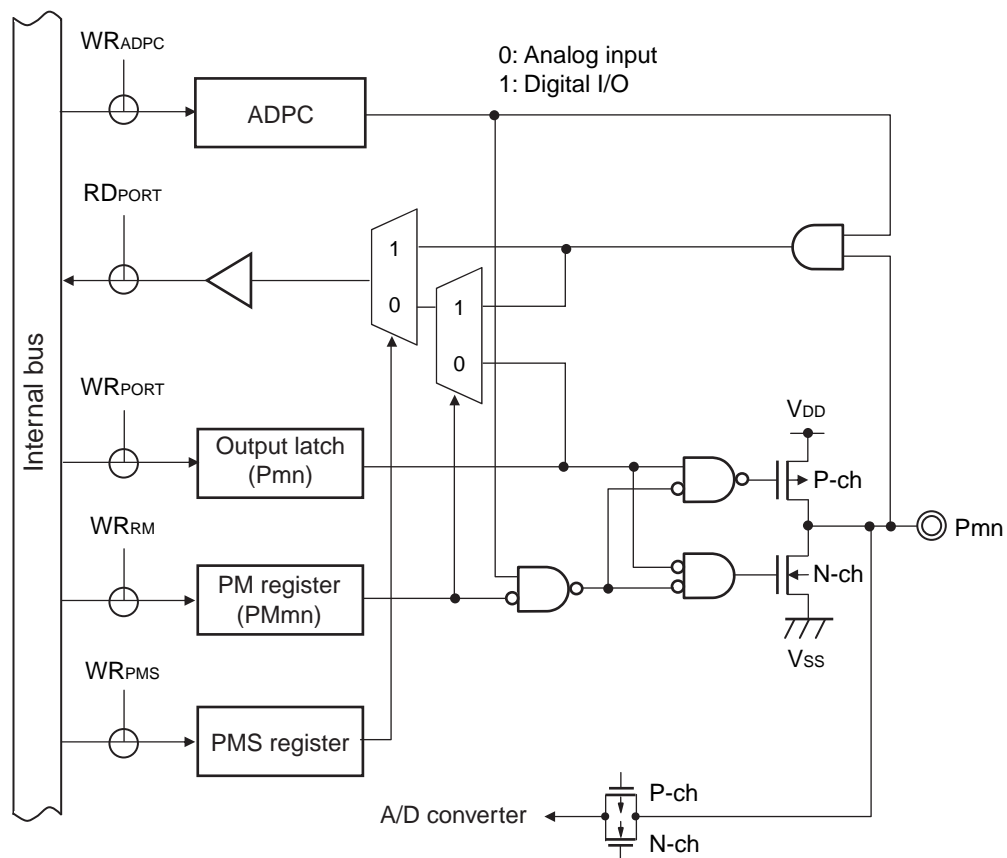 WRADPC
0: Analog input
1: Digital I/O
ADPC
RDPORT
1
0
1
0
Internal bus
WRPORT
Output latch
(Pmn)
VDD
P-ch
Pmn
N-ch
VSS
WRRM
PM register
(PMmn)
WRPMS
PMS register
P-ch
A/D converter
N-ch